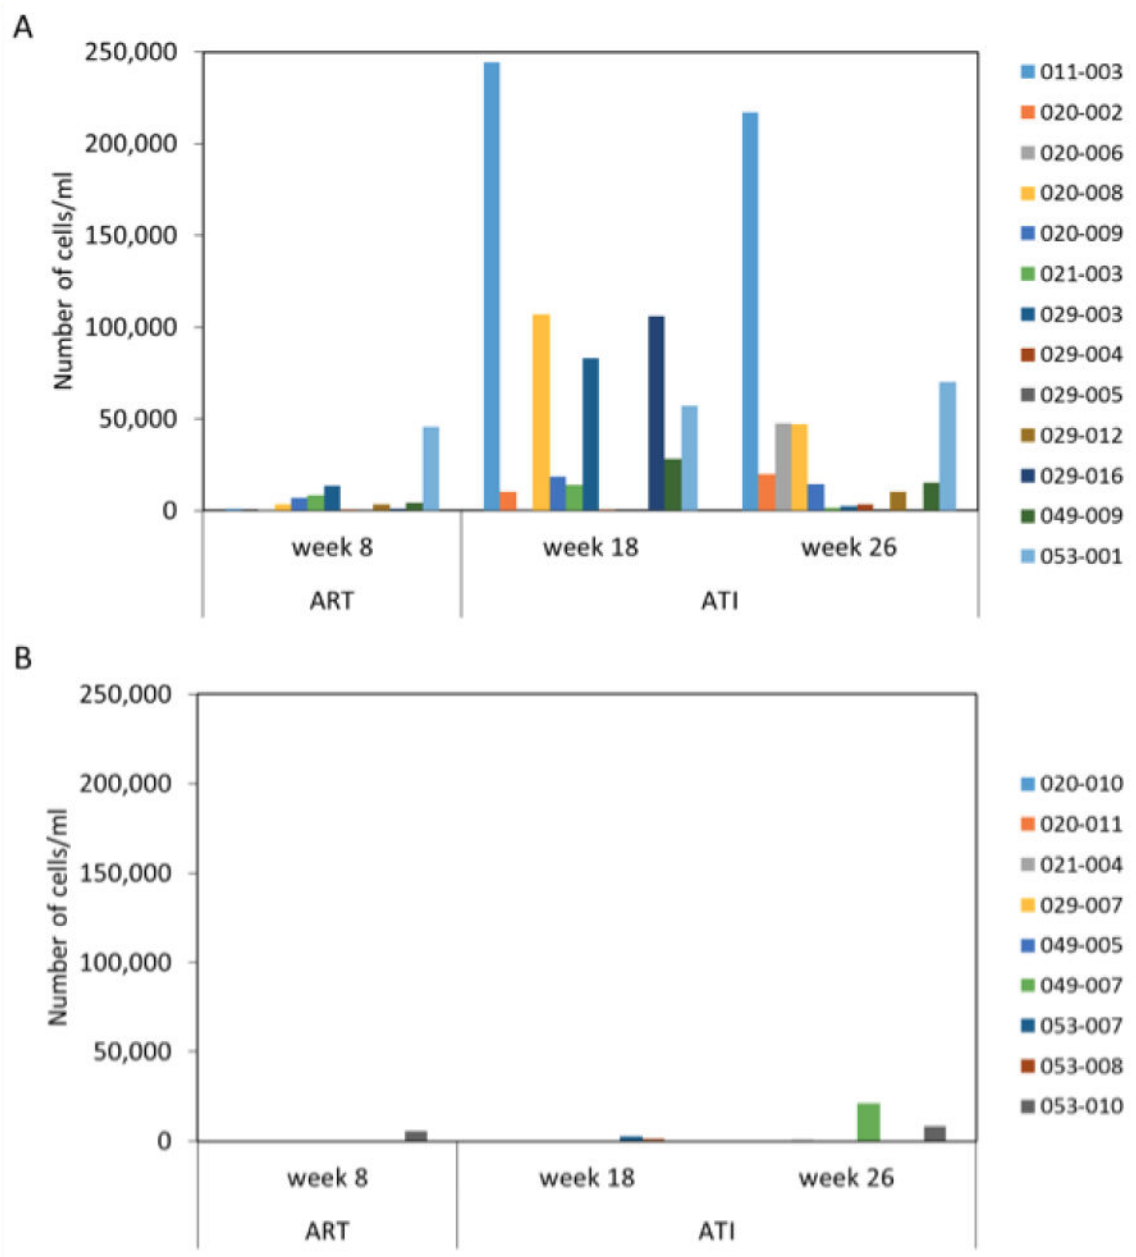 A
250,000
200,000
150,000
100,000
50,000
0
Number of cells/ml
week 8
week 18
week 26
ART
ATI
011-003
020-002
020-006
020-008
020-009
021-003
029-003
029-004
029-005
029-012
029-016
049-009
053-001
B
250,000
200,000
150,000
100,000
50,000
0
Number of cells/ml
week 8
week 18
week 26
ART
ATI
020-010
020-011
021-004
029-007
049-005
049-007
053-007
053-008
053-010